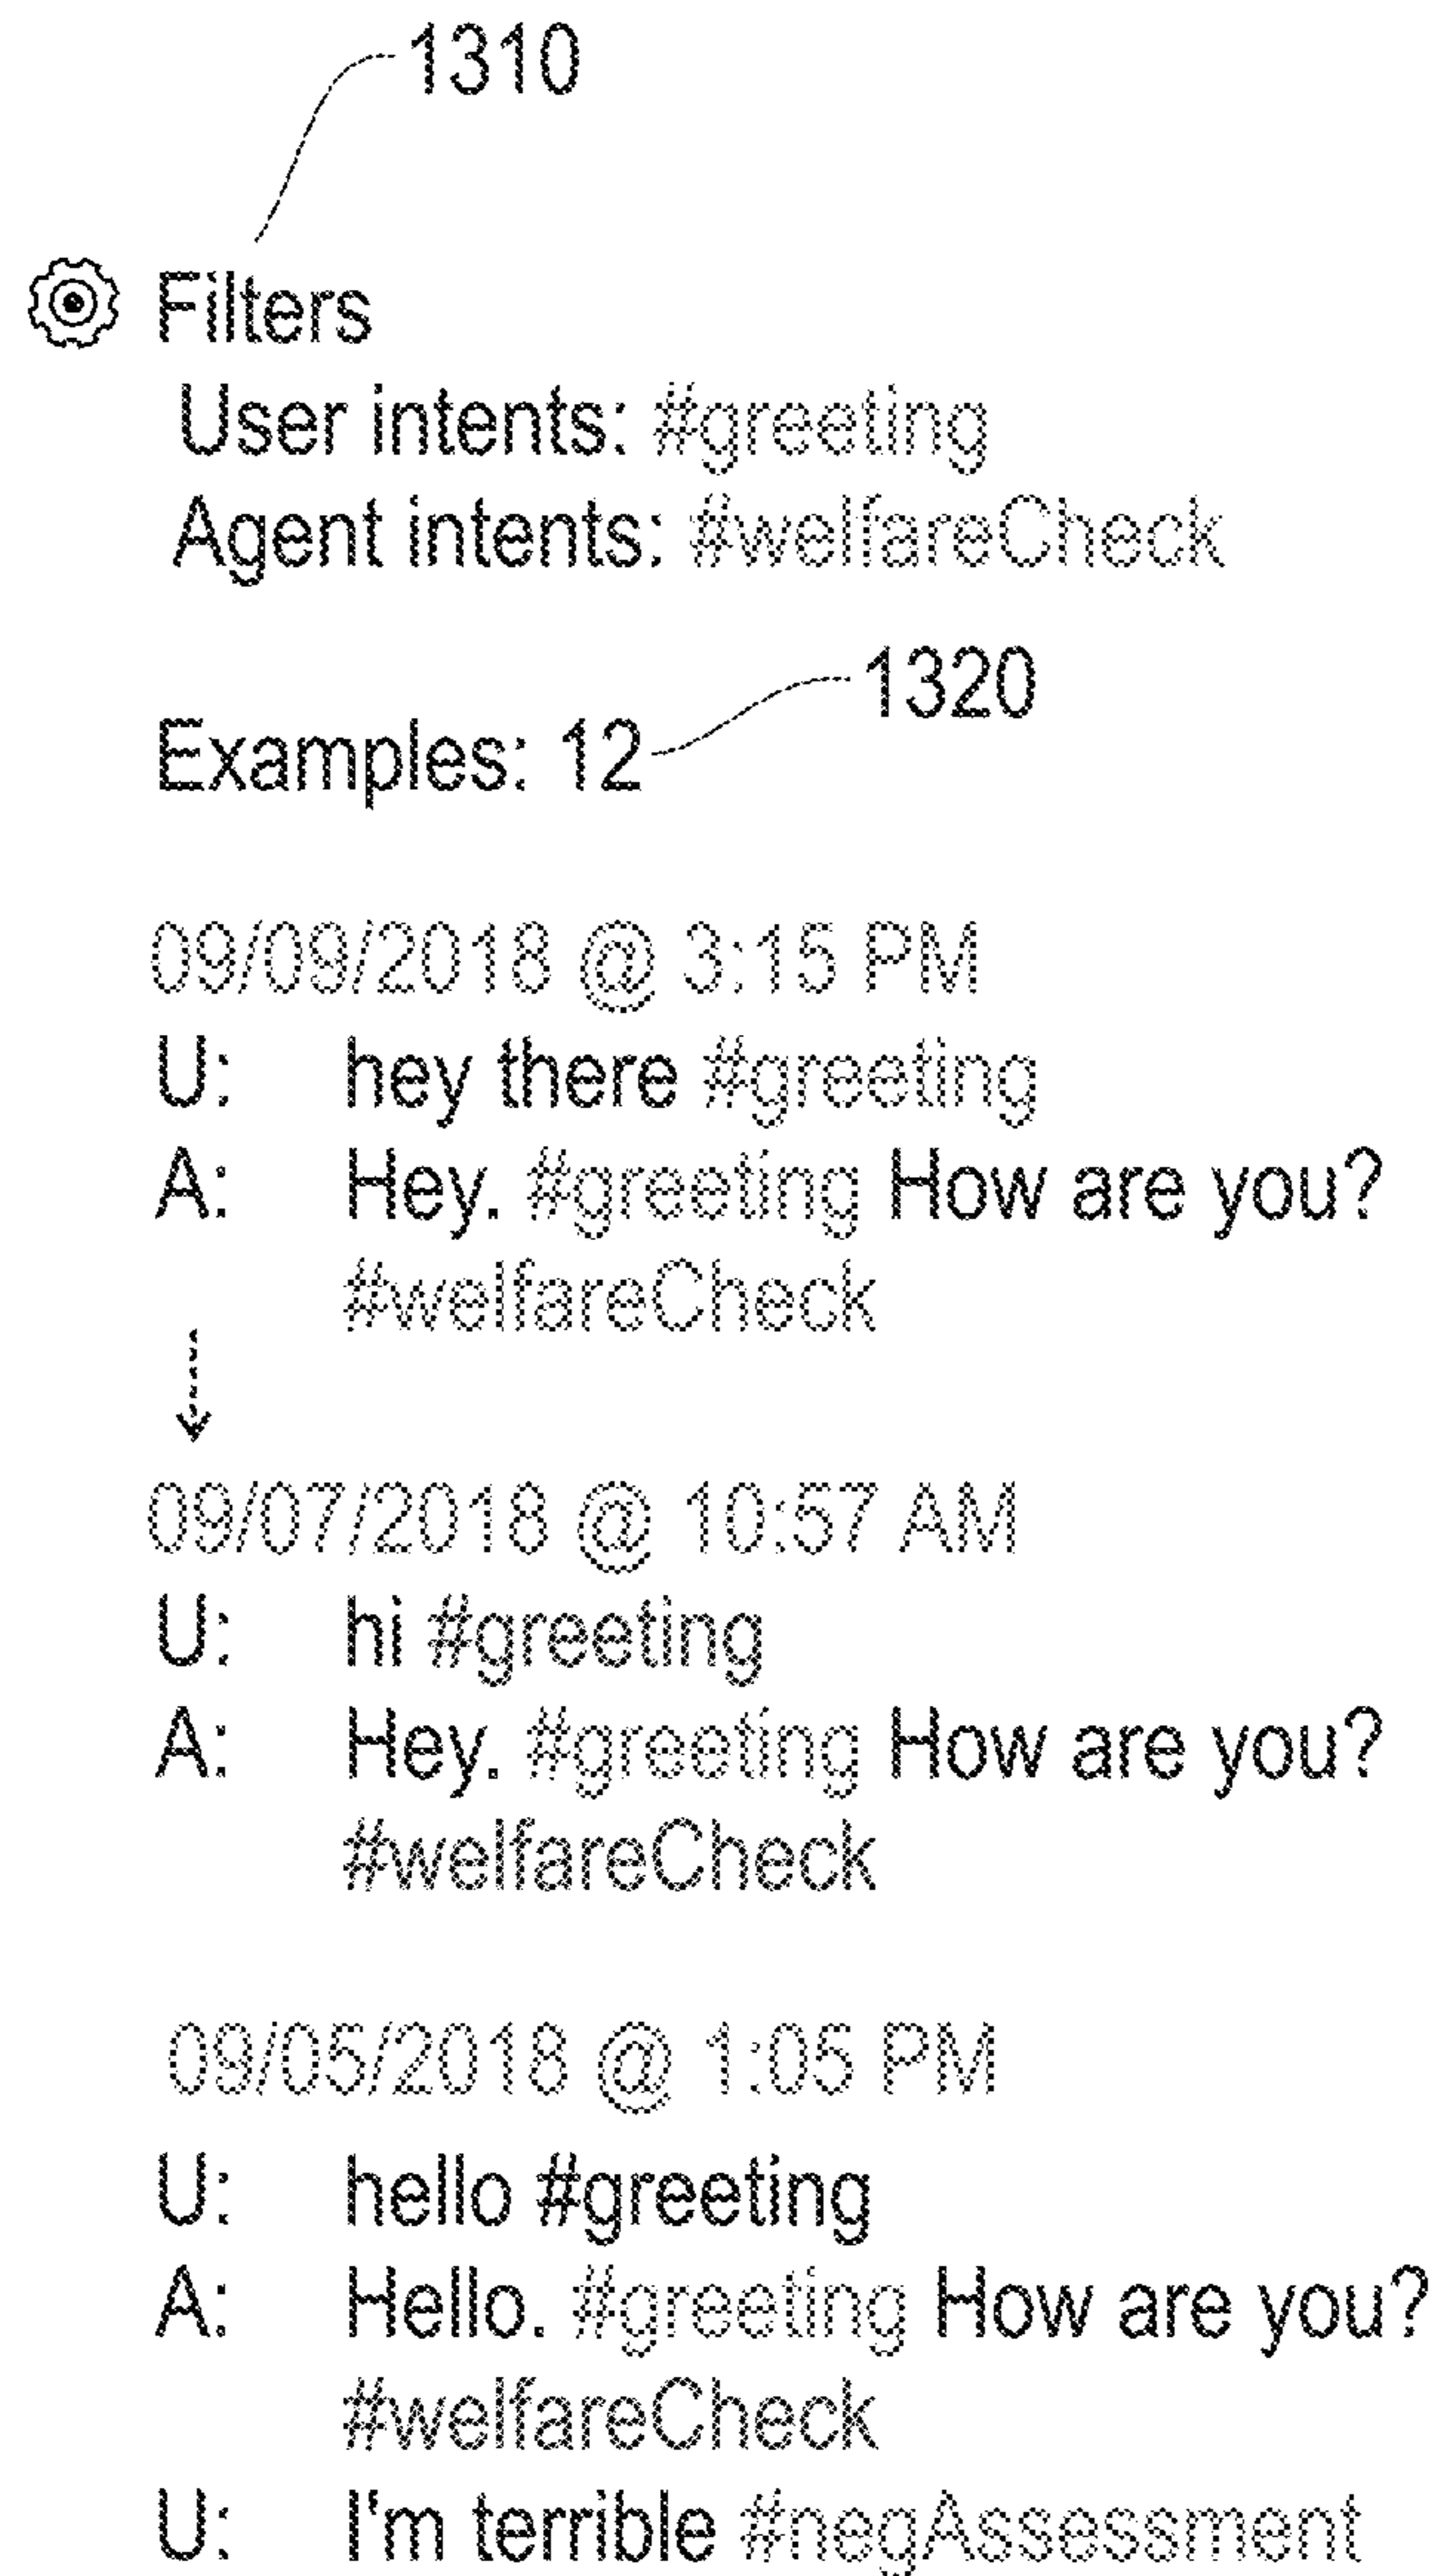 1310
Filters
User intents: #greeting
Agent intents: #welfareCheck
1320
Examples: 12
09/09/2018 @ 3:15 PM
U: hey there #greeting
A: Hey. #greeting How are you?
#welfareCheck
09/07/2018 @ 10:57 AM
U: hi #greeting
A: Hey. #greeting How are you?
#welfareCheck
09/05/2018 @ 1:05 PM
U: hello #greeting
A: Hello. #greeting How are you?
#welfareCheck
U: I'm terrible #negAssessment